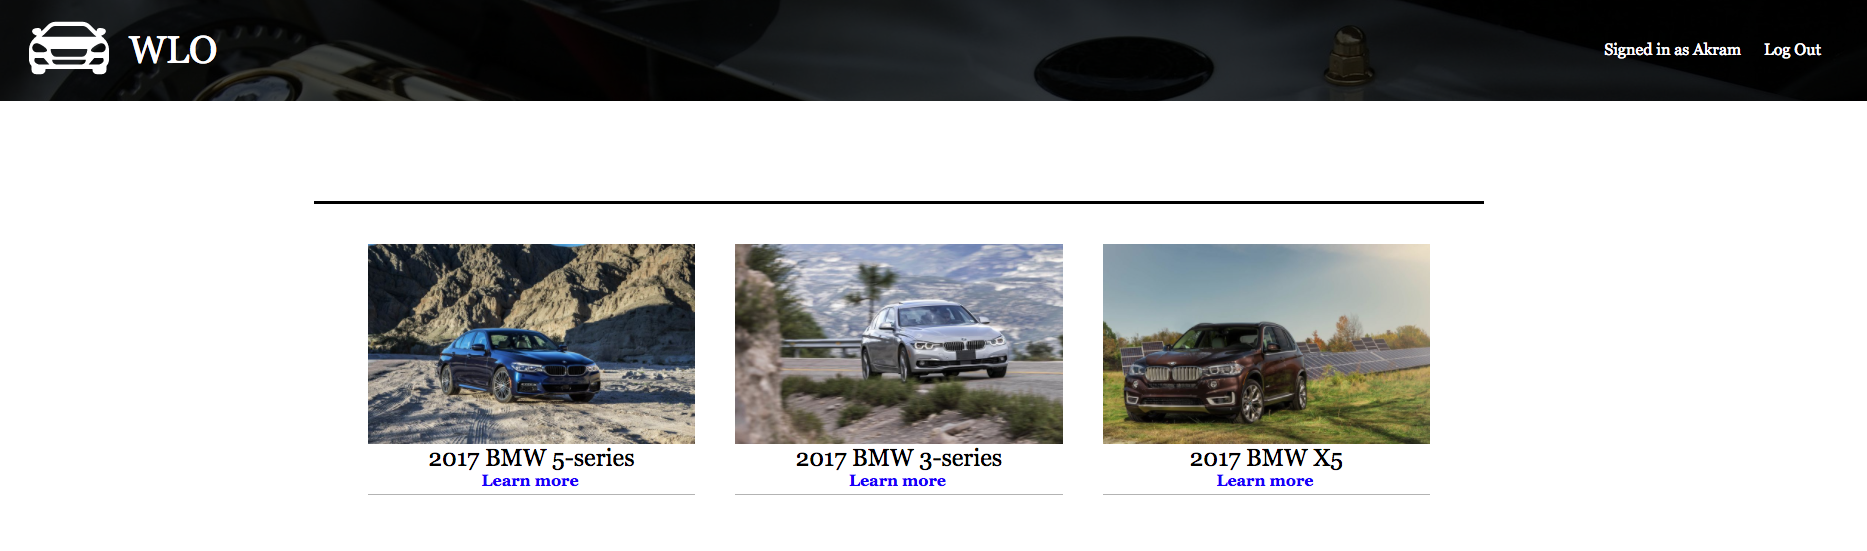 WLO
Signed in as Akram
Log Out
2017 BMW 5-series
Learn more
2017 BMW 3-series
Learn more
2017 BMW X5
Learn more